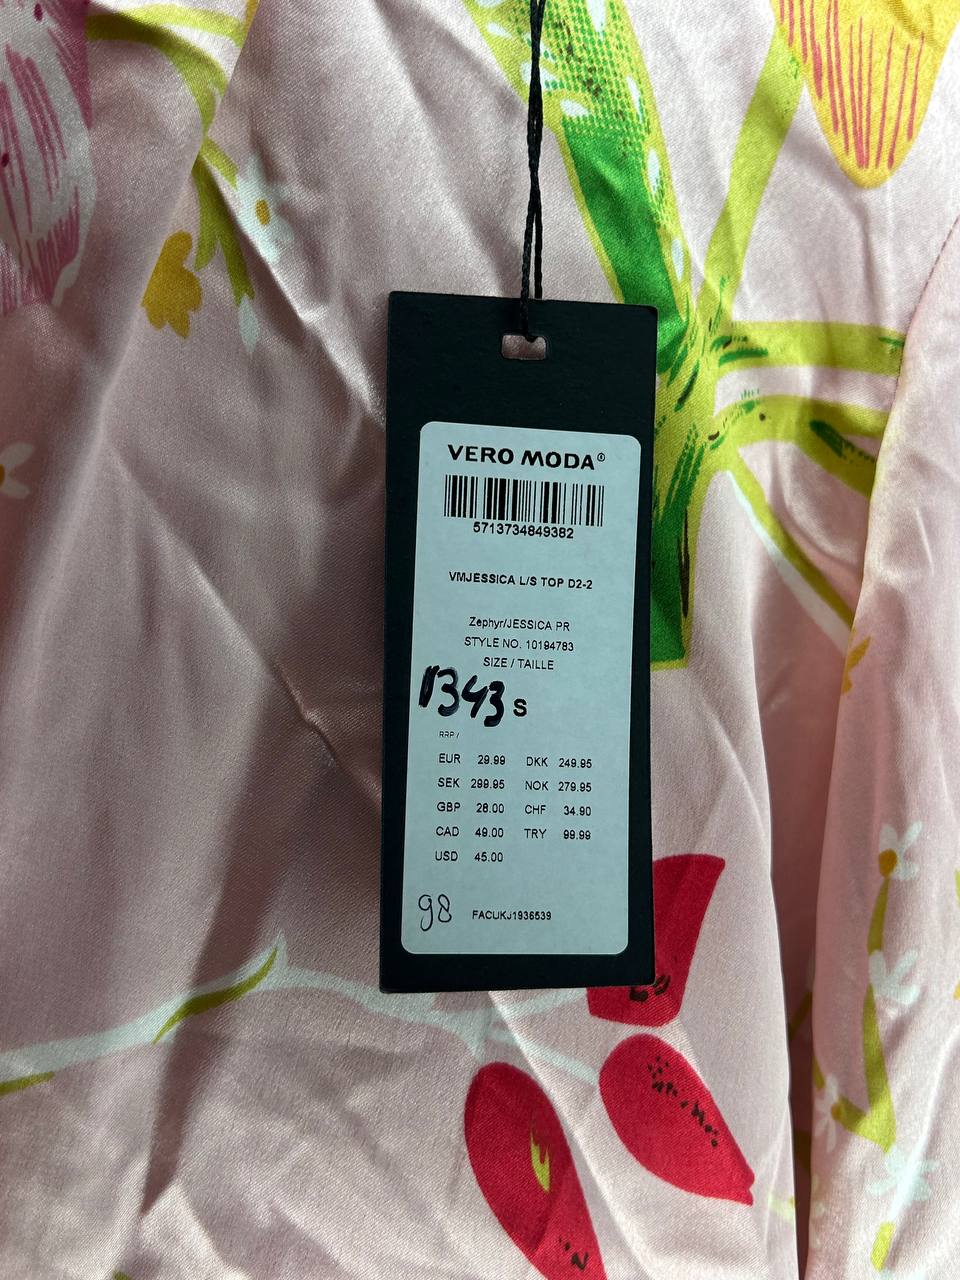 VERO MODA®
5713734849382
VMJESSICA L/S TOP D2-2
Zephyr/JESSICA PR
STYLE NO. 10194783
SIZE / TAILLE
1343 S
RRP /
EUR 29.99 DKK 249.95
SEK 299.95 NOK 279.95
GBP 28.00 CHF 34.90
CAD 49.00 TRY 99.99
USD 45.00
98 FACUKJ1936539